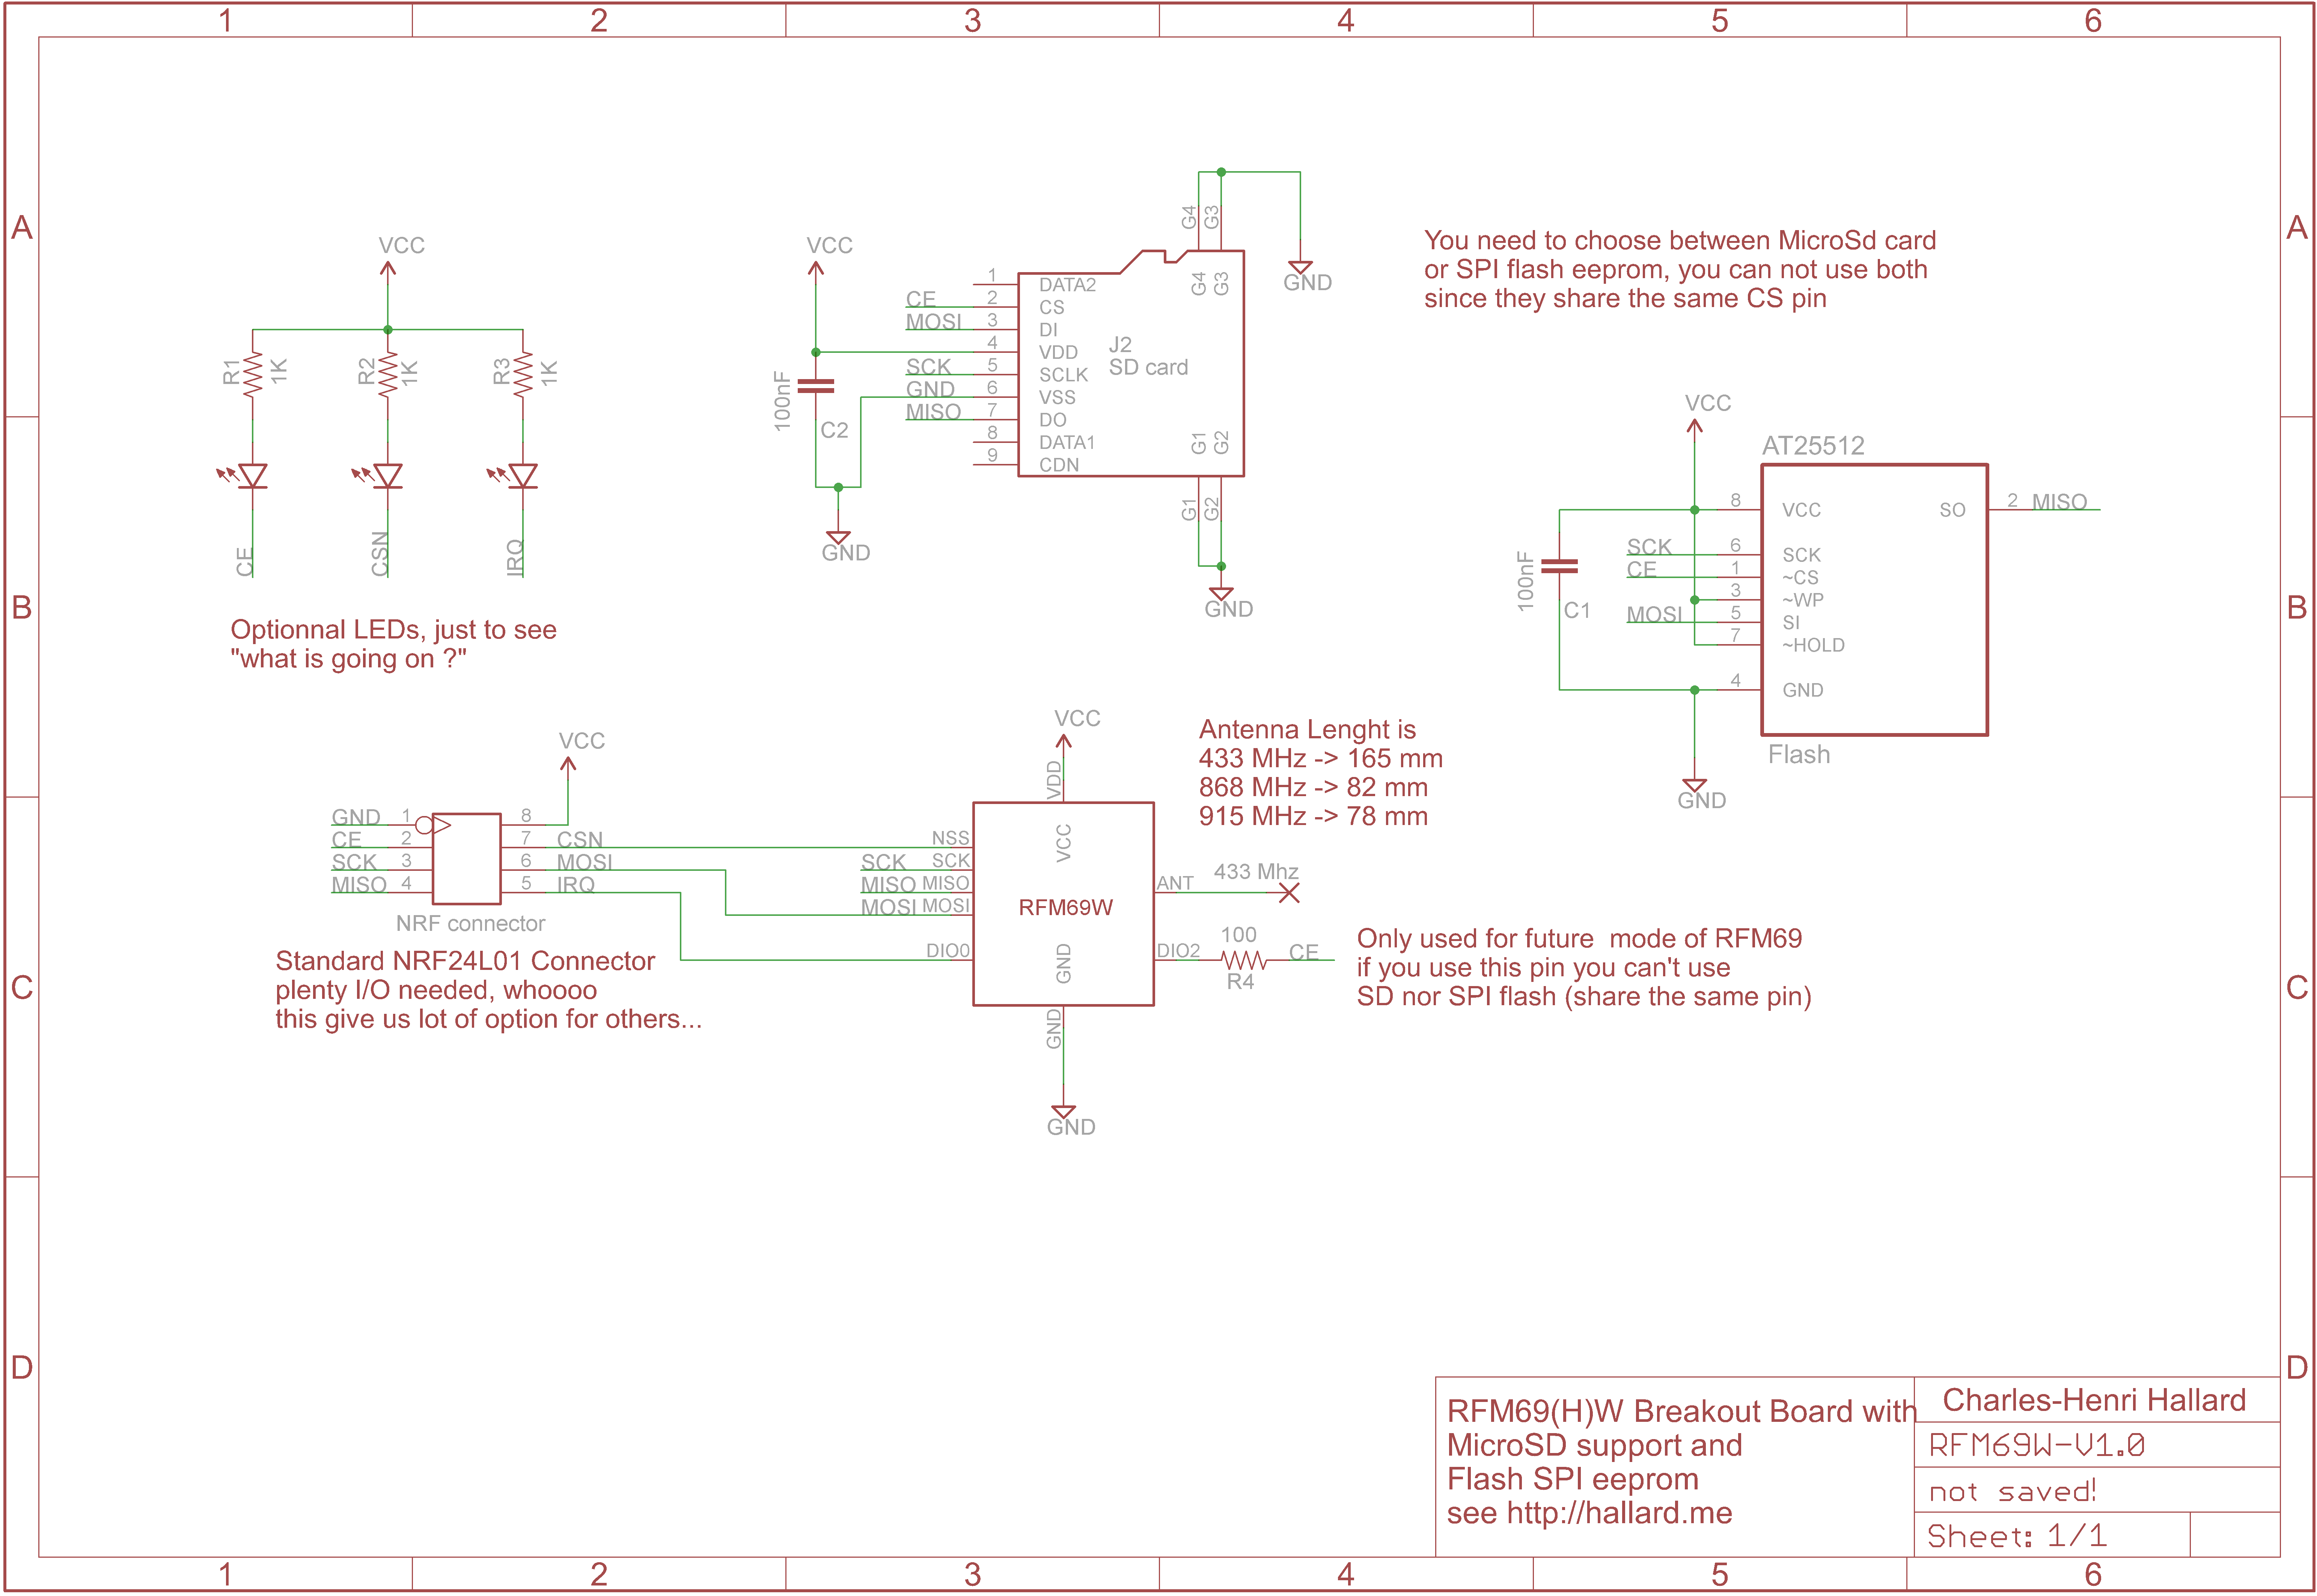 1 2 3 4 5 6
A A
B B
C C
D D
VCC
R1 1K
R2 1K
R3 1K
CE
CSN
IRQ
Optionnal LEDs, just to see
"what is going on ?"
VCC
100nF
C2
GND
CE
MOSI
SCK
GND
MISO
1 DATA2
2 CS
3 DI
4 VDD
5 SCLK
6 VSS
7 DO
8 DATA1
9 CDN
J2
SD card
G4 G3
G4 G3
GND
G1 G2
G1 G2
GND
You need to choose between MicroSd card
or SPI flash eeprom, you can not use both
since they share the same CS pin
VCC
AT25512
100nF
C1
8 VCC
SCK 6 SCK
CE 1 ~CS
3 ~WP
MOSI 5 SI
7 ~HOLD
4 GND
SO 2 MISO
Flash
GND
VCC
GND 1
CE 2
SCK 3
MISO 4
8
7 CSN
6 MOSI
5 IRQ
NRF connector
Standard NRF24L01 Connector
plenty I/O needed, whoooo
this give us lot of option for others...
VCC
VDD
VCC
NSS
SCK SCK
MISO MISO
MOSI MOSI
DIO0
RFM69W
GND
GND
GND
ANT 433 Mhz
DIO2 100 CE
R4
Antenna Lenght is
433 MHz -> 165 mm
868 MHz -> 82 mm
915 MHz -> 78 mm
Only used for future  mode of RFM69
if you use this pin you can't use
SD nor SPI flash (share the same pin)
RFM69(H)W Breakout Board with
MicroSD support and
Flash SPI eeprom
see http://hallard.me
Charles-Henri Hallard
RFM69W-V1.0
not saved!
Sheet: 1/1
1 2 3 4 5 6